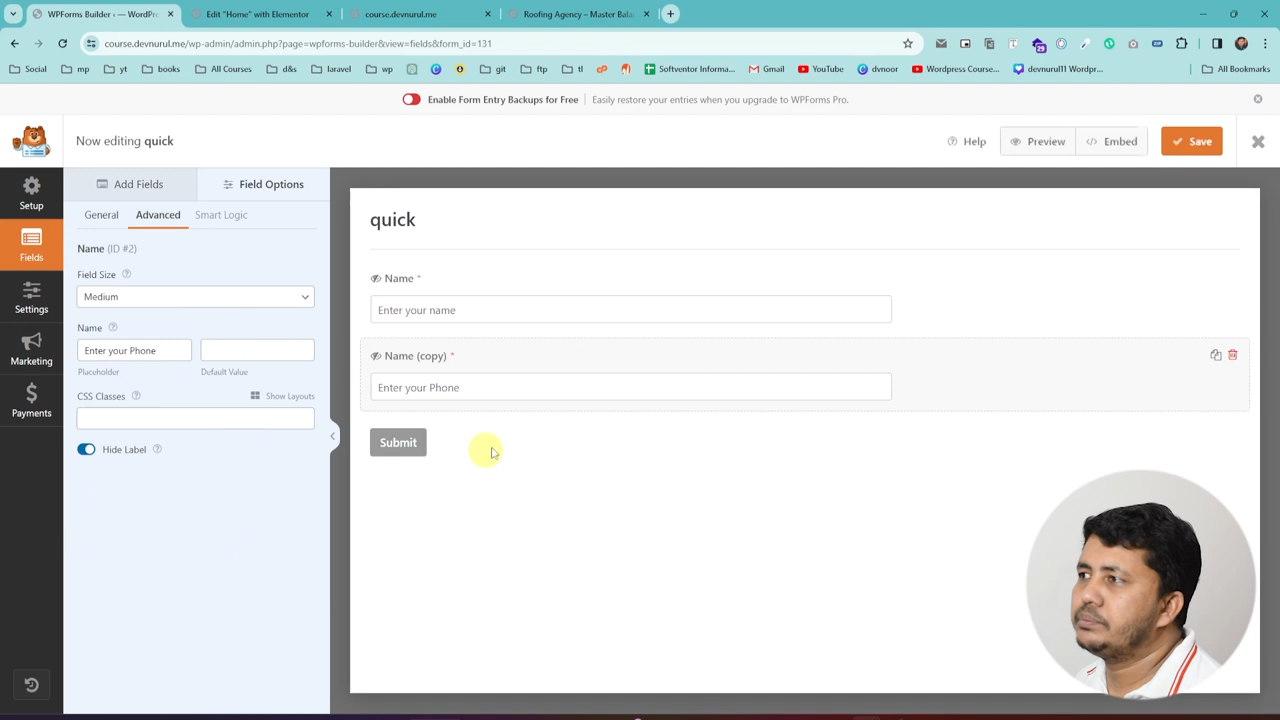 WPForms Builder ‹ — WordPr
Edit "Home" with Elementor
course.devnurul.me
Roofing Agency – Master Bala
course.devnurul.me/wp-admin/admin.php?page=wpforms-builder&view=fields&form_id=131
Social
mp
yt
books
All Courses
d&s
laravel
wp
git
ftp
tl
Softventor Informa...
Gmail
YouTube
dvnoor
Wordpress Course...
devnurul11 Wordpr...
All Bookmarks
Enable Form Entry Backups for Free
Easily restore your entries when you upgrade to WPForms Pro.
Now editing quick
Help
Preview
Embed
Save
Setup
Fields
Settings
Marketing
Payments
Add Fields
Field Options
General
Advanced
Smart Logic
Name (ID #2)
Field Size
Medium
Name
Enter your Phone
Placeholder
Default Value
CSS Classes
Show Layouts
Hide Label
quick
Name *
Enter your name
Name (copy) *
Enter your Phone
Submit